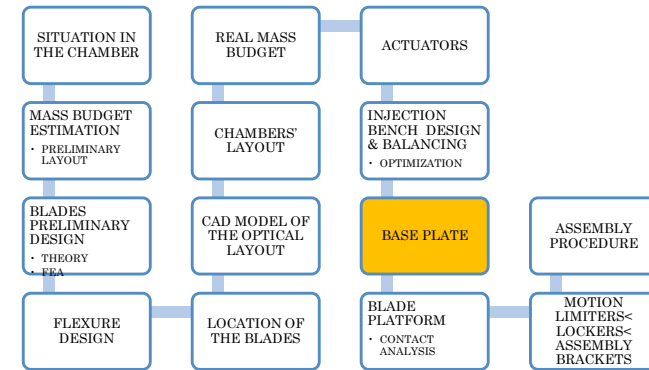 SITUATION IN
THE CHAMBER
MASS BUDGET
ESTIMATION
• PRELIMINARY
LAYOUT
BLADES
PRELIMINARY
DESIGN
• THEORY
• FEA
FLEXURE
DESIGN
LOCATION OF
THE BLADES
CAD MODEL OF
THE OPTICAL
LAYOUT
CHAMBERS'
LAYOUT
REAL MASS
BUDGET
ACTUATORS
INJECTION
BENCH DESIGN
& BALANCING
• OPTIMIZATION
BASE PLATE
BLADE
PLATFORM
• CONTACT
ANALYSIS
MOTION
LIMITERS<
LOCKERS<
ASSEMBLY
BRACKETS
ASSEMBLY
PROCEDURE